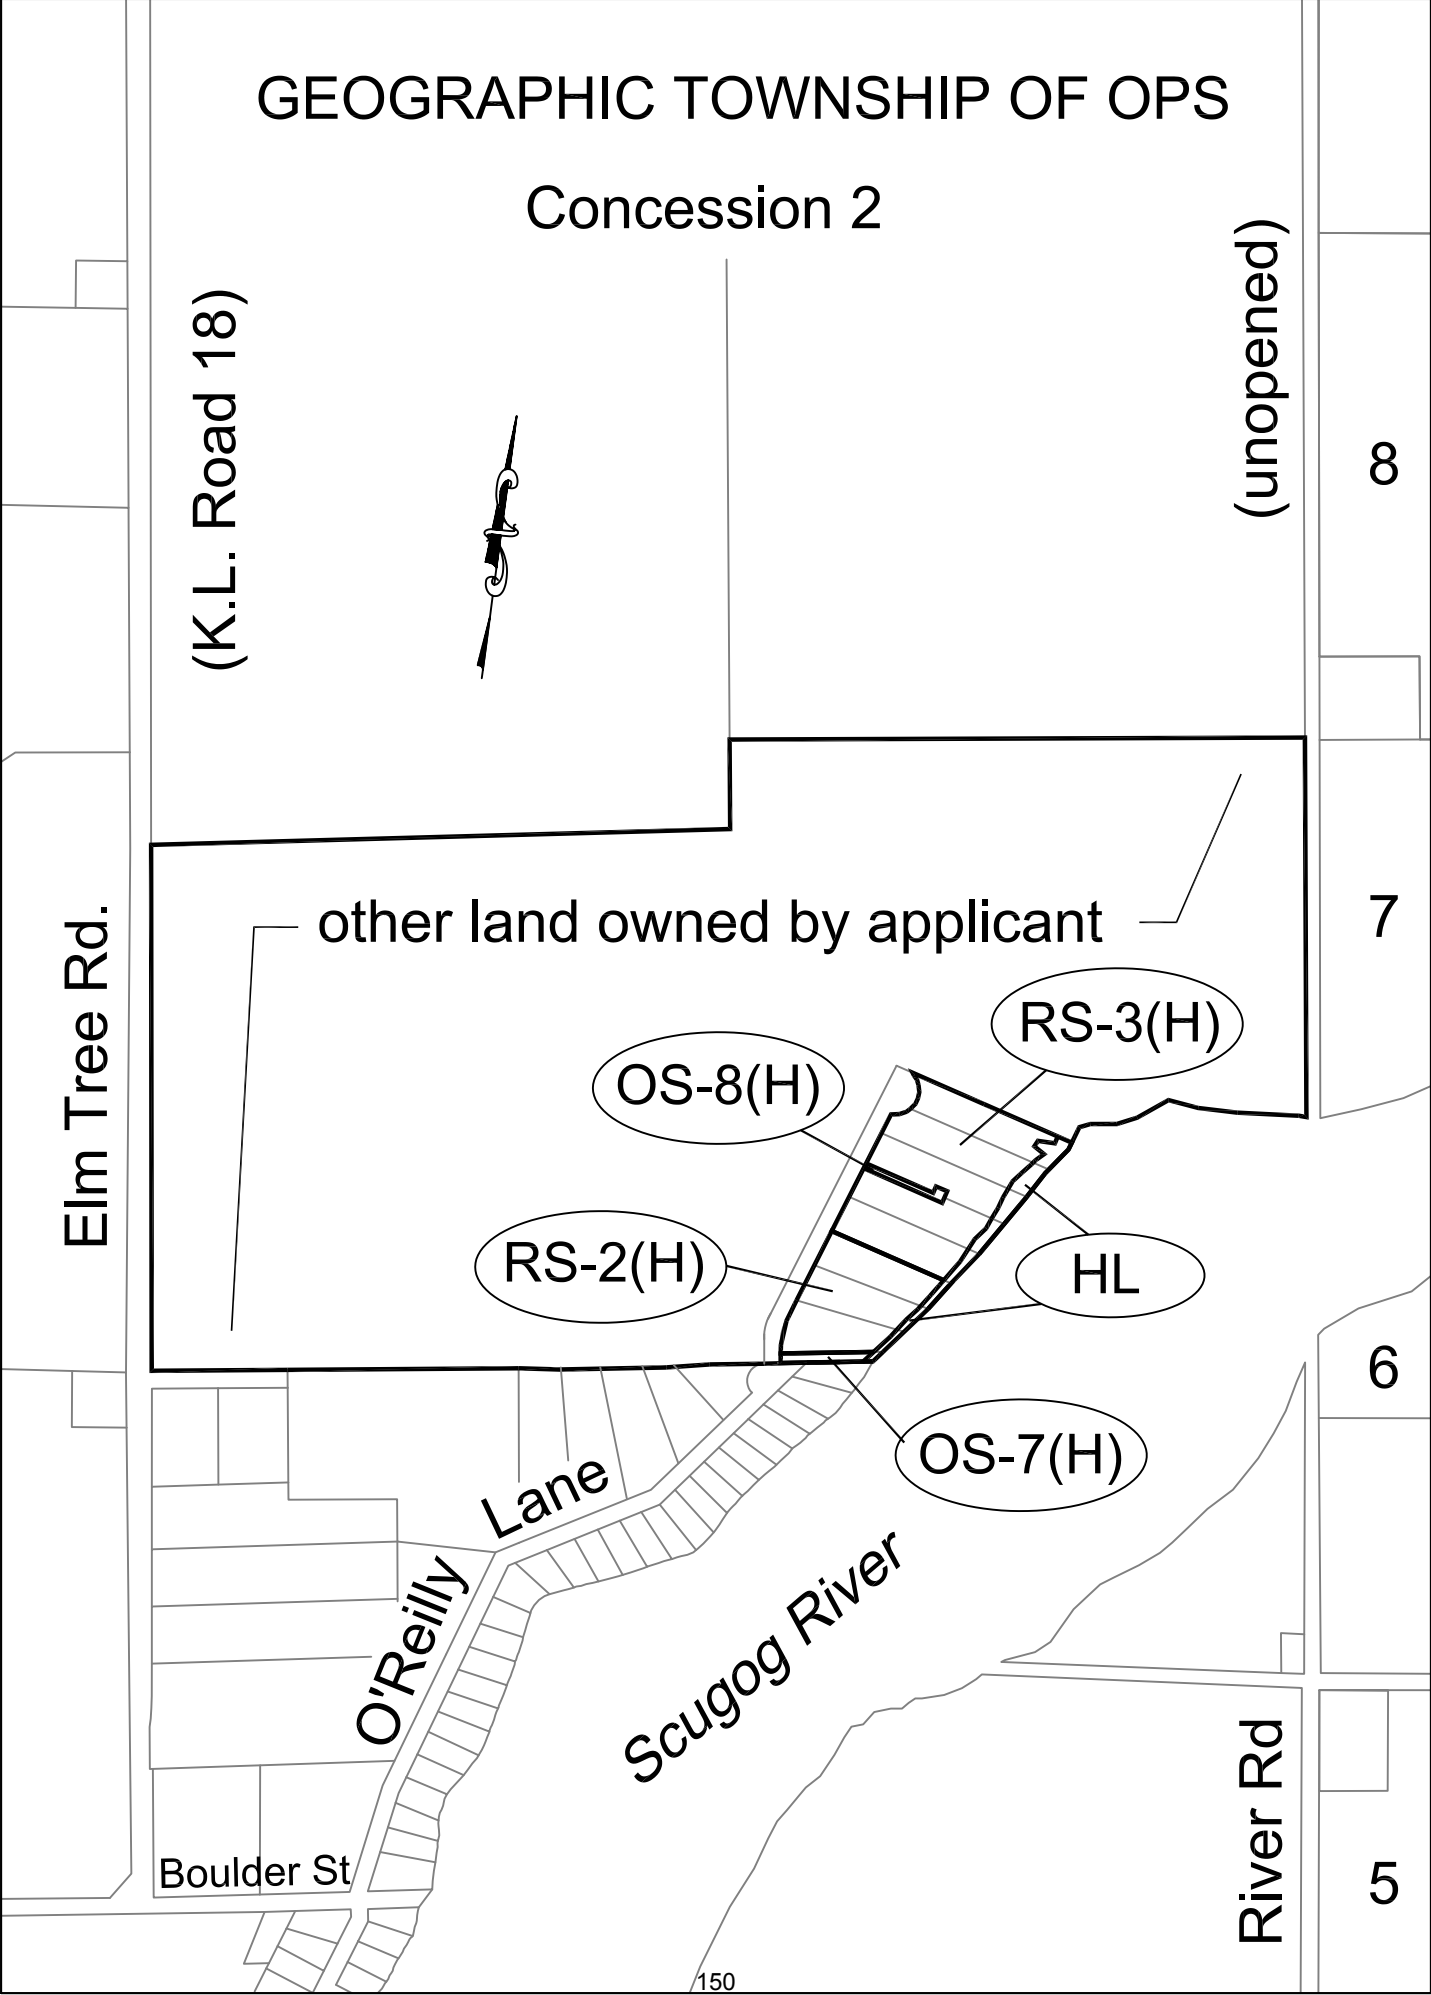 GEOGRAPHIC TOWNSHIP OF OPS
Concession 2
(K.L. Road 18)
(unopened)
8
Elm Tree Rd.
other land owned by applicant
7
RS-3(H)
OS-8(H)
RS-2(H)
HL
6
OS-7(H)
O'Reilly Lane
Scugog River
River Rd
Boulder St
5
150